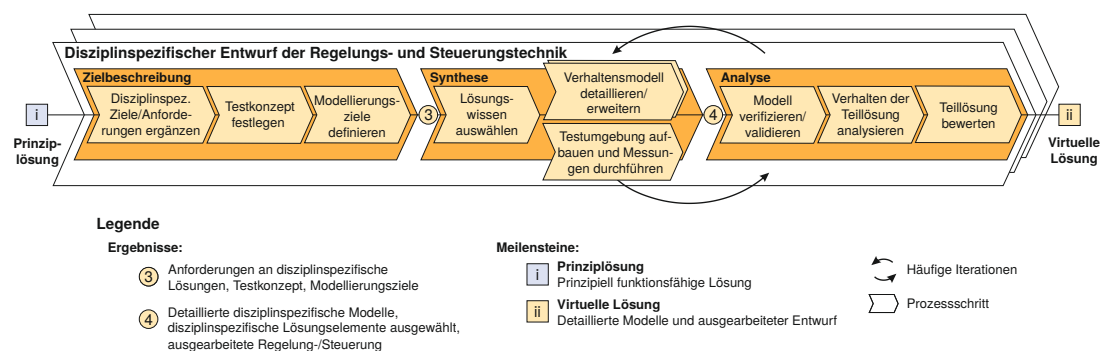 Disziplinspezifischer Entwurf der Regelungs- und Steuerungstechnik
Zielbeschreibung
Disziplinspez.
Ziele/Anforde-
rungen ergänzen
Testkonzept
festlegen
Modellierungs-
ziele
definieren
3
Synthese
Lösungs-
wissen
auswählen
Verhaltensmodell
detaillieren/
erweitern
Testumgebung auf-
bauen und Messun-
gen durchführen
4
Analyse
Modell
verifizieren/
validieren
Verhalten der
Teillösung
analysieren
Teillösung
bewerten
i
Prinzip-
lösung
ii
Virtuelle
Lösung
Legende
Ergebnisse:
3
Anforderungen an disziplinspezifische
Lösungen, Testkonzept, Modellierungsziele
4
Detaillierte disziplinspezifische Modelle,
disziplinspezifische Lösungselemente ausgewählt,
ausgearbeitete Regelung-/Steuerung
Meilensteine:
i
Prinziplösung
Prinzipiell funktionsfähige Lösung
ii
Virtuelle Lösung
Detaillierte Modelle und ausgearbeiteter Entwurf
Häufige Iterationen
Prozessschritt